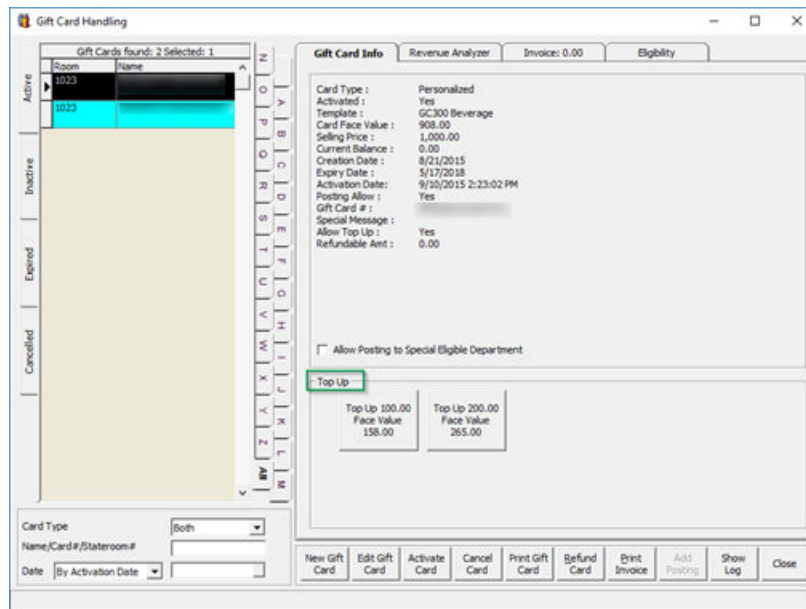 Gift Card Handling
Gift Cards found: 2 Selected: 1
Room Name
1023
1023
Active
Inactive
Expired
Cancelled
N
O
P
Q
R
S
T
U
V
W
X
Y
Z
All
A
B
C
D
E
F
G
H
I
J
K
L
M
Card Type Both
Name/Card#/Stateroom#
Date By Activation Date
Gift Card Info Revenue Analyzer Invoice: 0.00 Eligibility
Card Type : Personalized
Activated : Yes
Template : GC300 Beverage
Card Face Value : 908.00
Selling Price : 1,000.00
Current Balance : 0.00
Creation Date : 8/21/2015
Expiry Date : 5/17/2018
Activation Date: 9/10/2015 2:23:02 PM
Posting Allow : Yes
Gift Card # :
Special Message :
Allow Top Up : Yes
Refundable Amt : 0.00
Allow Posting to Special Eligible Department
Top Up
Top Up 100.00
Face Value
158.00
Top Up 200.00
Face Value
265.00
New Gift
Card
Edit Gift
Card
Activate
Card
Cancel
Card
Print Gift
Card
Refund
Card
Print
Invoice
Add
Posting
Show
Log
Close